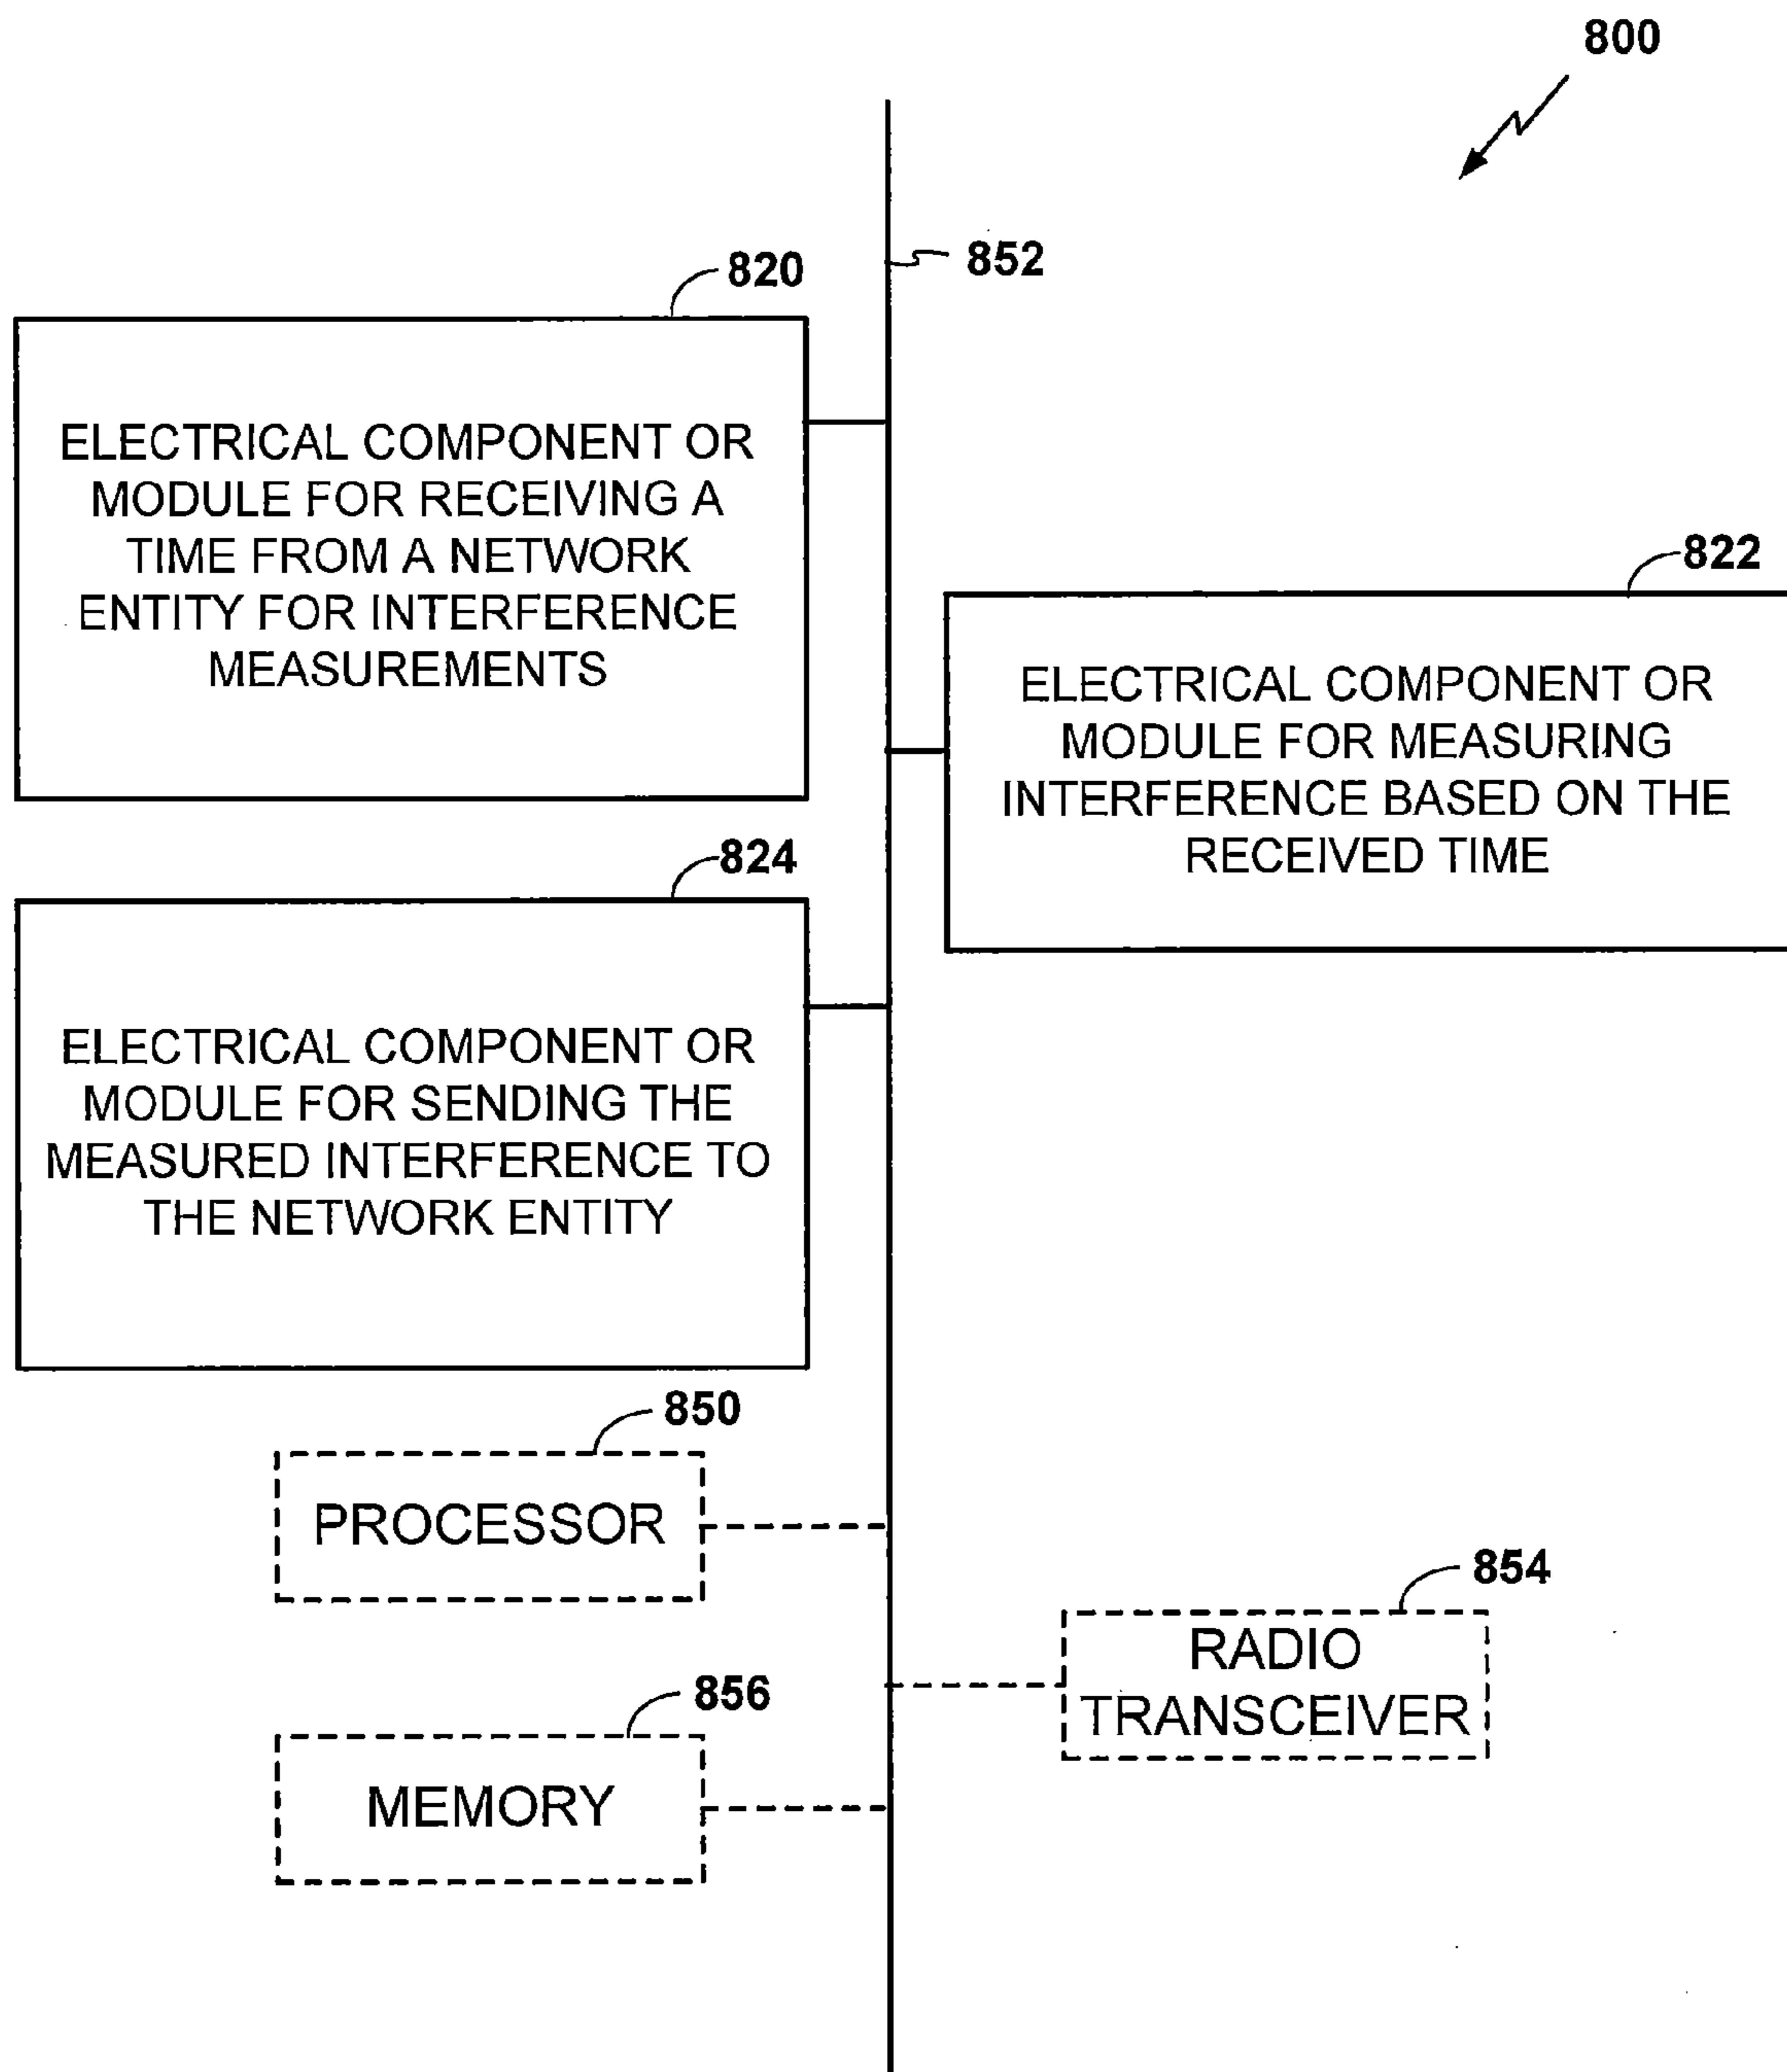 800
852
820
ELECTRICAL COMPONENT OR
MODULE FOR RECEIVING A
TIME FROM A NETWORK
ENTITY FOR INTERFERENCE
MEASUREMENTS
822
ELECTRICAL COMPONENT OR
MODULE FOR MEASURING
INTERFERENCE BASED ON THE
RECEIVED TIME
824
ELECTRICAL COMPONENT OR
MODULE FOR SENDING THE
MEASURED INTERFERENCE TO
THE NETWORK ENTITY
850
PROCESSOR
854
RADIO
TRANSCEIVER
856
MEMORY